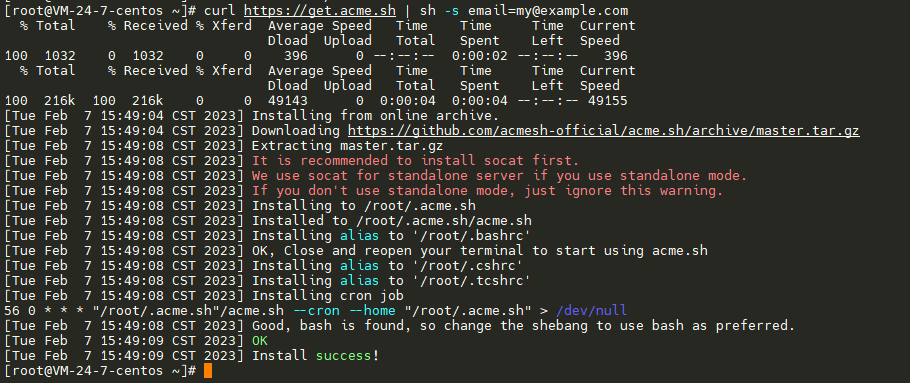 [root@VM-24-7-centos ~]# curl https://get.acme.sh | sh -s email=my@example.com
  % Total    % Received % Xferd  Average Speed   Time    Time     Time  Current
                                 Dload  Upload   Total   Spent    Left  Speed
100  1032    0  1032    0     0    396      0 --:--:--  0:00:02 --:--:--   396
  % Total    % Received % Xferd  Average Speed   Time    Time     Time  Current
                                 Dload  Upload   Total   Spent    Left  Speed
100  216k  100  216k    0     0  49143      0  0:00:04  0:00:04 --:--:-- 49155
[Tue Feb  7 15:49:04 CST 2023] Installing from online archive.
[Tue Feb  7 15:49:04 CST 2023] Downloading https://github.com/acmesh-official/acme.sh/archive/master.tar.gz
[Tue Feb  7 15:49:08 CST 2023] Extracting master.tar.gz
[Tue Feb  7 15:49:08 CST 2023] It is recommended to install socat first.
[Tue Feb  7 15:49:08 CST 2023] We use socat for standalone server if you use standalone mode.
[Tue Feb  7 15:49:08 CST 2023] If you don't use standalone mode, just ignore this warning.
[Tue Feb  7 15:49:08 CST 2023] Installing to /root/.acme.sh
[Tue Feb  7 15:49:08 CST 2023] Installed to /root/.acme.sh/acme.sh
[Tue Feb  7 15:49:08 CST 2023] Installing alias to '/root/.bashrc'
[Tue Feb  7 15:49:08 CST 2023] OK, Close and reopen your terminal to start using acme.sh
[Tue Feb  7 15:49:08 CST 2023] Installing alias to '/root/.cshrc'
[Tue Feb  7 15:49:08 CST 2023] Installing alias to '/root/.tcshrc'
[Tue Feb  7 15:49:08 CST 2023] Installing cron job
56 0 * * * "/root/.acme.sh"/acme.sh --cron --home "/root/.acme.sh" > /dev/null
[Tue Feb  7 15:49:08 CST 2023] Good, bash is found, so change the shebang to use bash as preferred.
[Tue Feb  7 15:49:09 CST 2023] OK
[Tue Feb  7 15:49:09 CST 2023] Install success!
[root@VM-24-7-centos ~]#